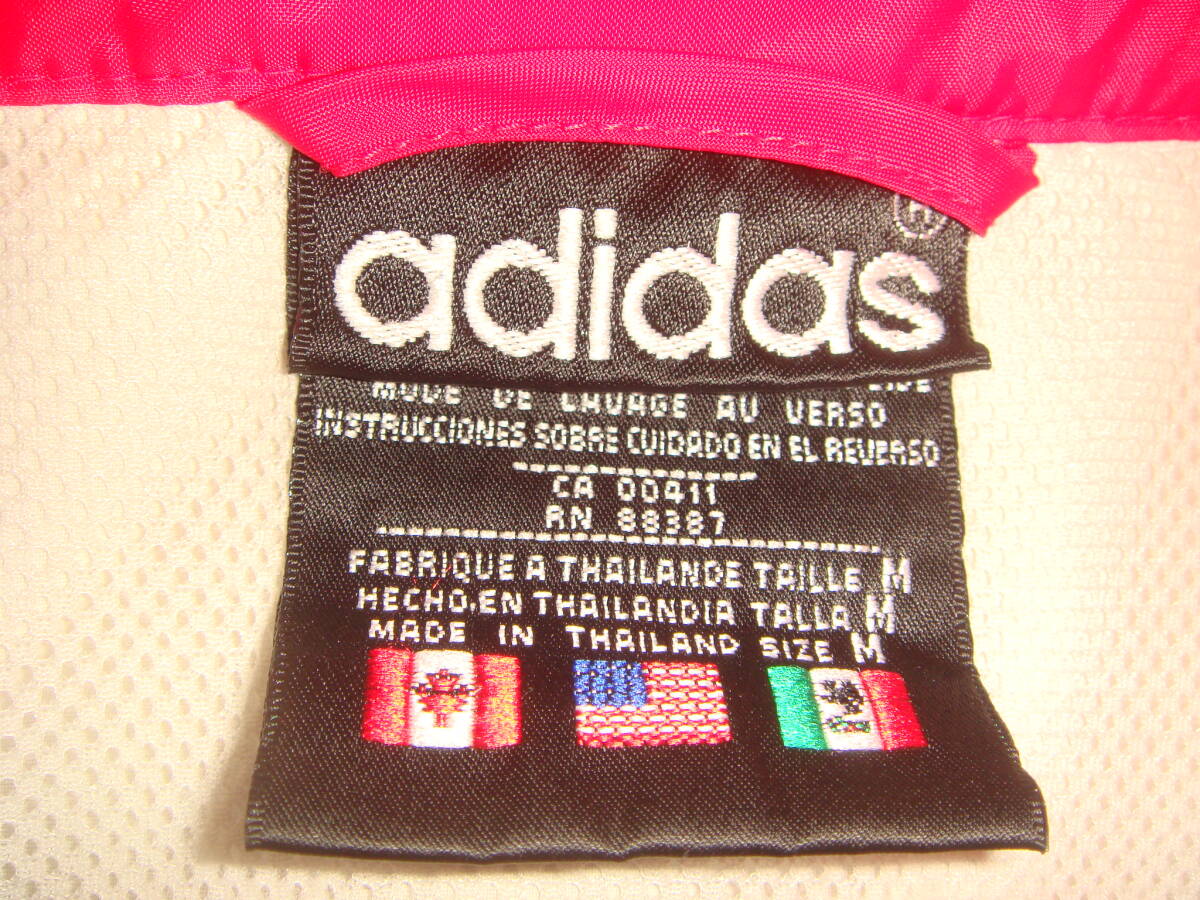 adidas®
MODE DE LAVAGE AU VERSO
INSTRUCCIONES SOBRE CUIDADO EN EL REVERSO
CA 00411
RN 88387
FABRIQUE A THAILANDE TAILLE M
HECHO EN THAILANDIA TALLA M
MADE IN THAILAND SIZE M